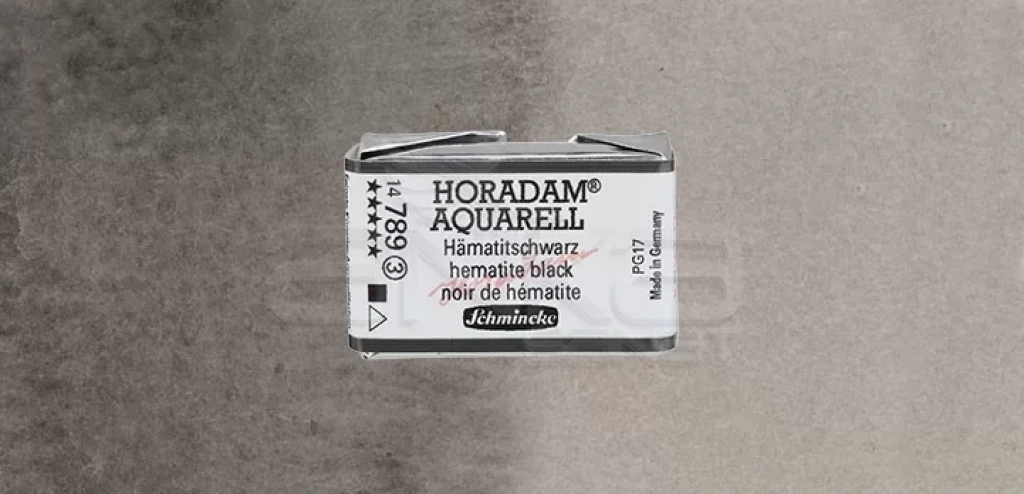 14 789 3
HORADAM®
AQUARELL
Hämatitschwarz
hematite black
noir de hématite
Schmincke
PG17
Made in Germany